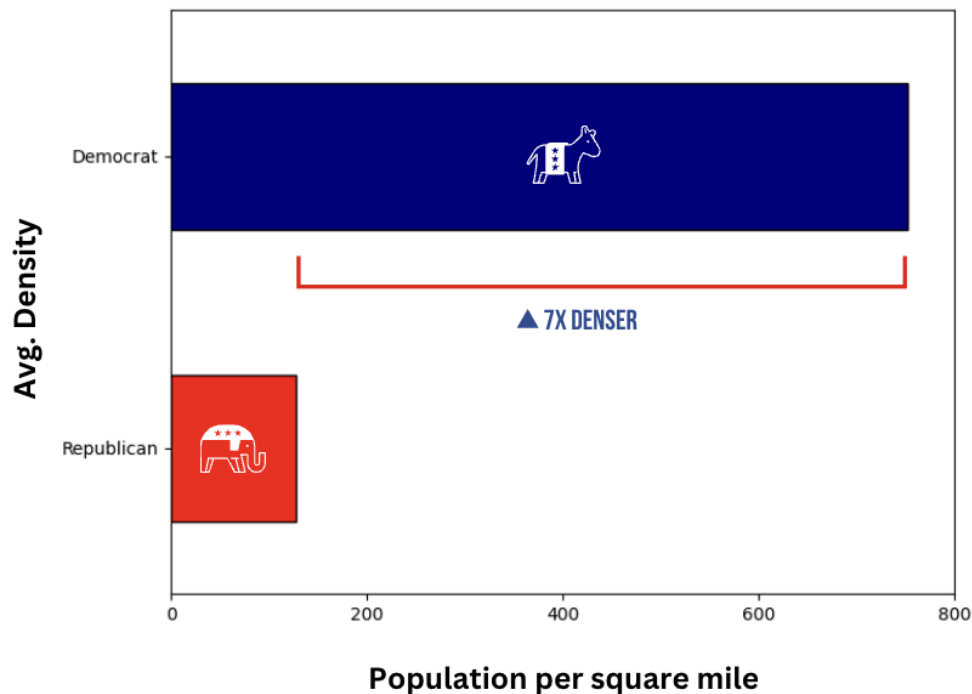 Democrat
▲ 7X DENSER
Avg. Density
Republican
0 200 400 600 800
Population per square mile